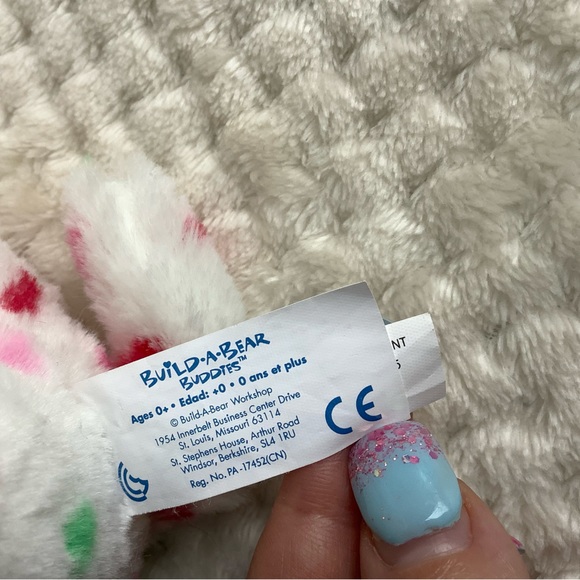 BUILD-A-BEAR
BUDDIES™
Ages 0+ • Edad: +0 • 0 ans et plus
© Build-A-Bear Workshop
1954 Innerbelt Business Center Drive
St. Louis, Missouri 63114
St. Stephens House, Arthur Road
Windsor, Berkshire, SL4 1RU
Reg. No. PA-17452(CN)
CE
NT